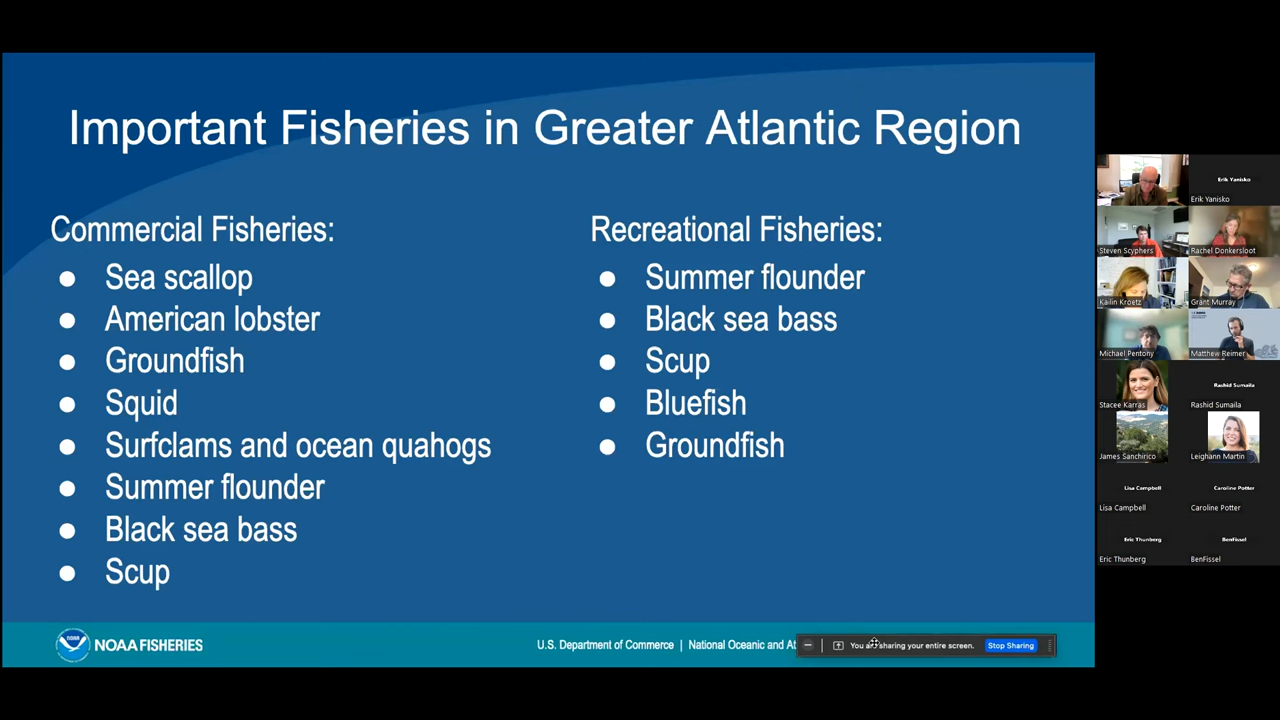 Important Fisheries in Greater Atlantic Region
Commercial Fisheries:
Sea scallop
American lobster
Groundfish
Squid
Surfclams and ocean quahogs
Summer flounder
Black sea bass
Scup
Recreational Fisheries:
Summer flounder
Black sea bass
Scup
Bluefish
Groundfish
NOAA FISHERIES
U.S. Department of Commerce | National Oceanic and At
You are sharing your entire screen.
Stop Sharing
Erik Yanisko
Erik Yanisko
Steven Scyphers
Rachel Donkersloot
Kailin Kroetz
Grant Murray
Michael Pentony
Matthew Reimer
Stacee Karras
Rashid Sumaila
Rashid Sumaila
James Sanchirico
Leighann Martin
Lisa Campbell
Caroline Potter
Lisa Campbell
Caroline Potter
Eric Thunberg
BenFissel
Eric Thunberg
BenFissel